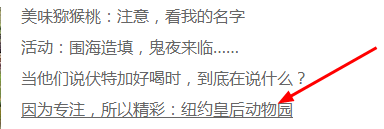 美味猕猴桃：注意，看我的名字
活动：围海造填，鬼夜来临......
当他们说伏特加好喝时，到底在说什么？
因为专注，所以精彩：纽约皇后动物园